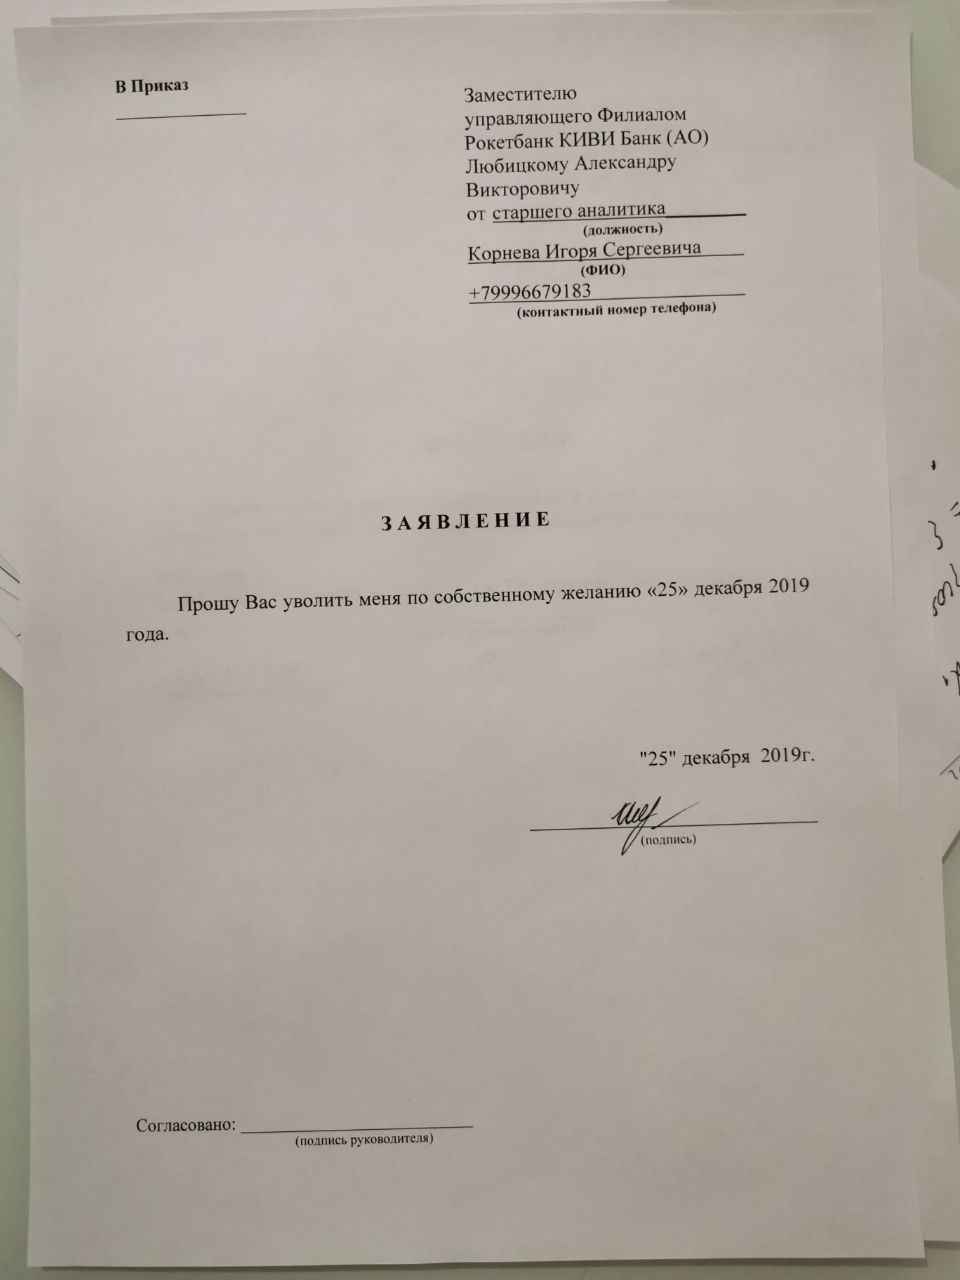 В Приказ
Заместителю
управляющего Филиалом
Рокетбанк КИВИ Банк (АО)
Любицкому Александру
Викторовичу
от старшего аналитика
(должность)
Корнева Игоря Сергеевича
(ФИО)
+79996679183
(контактный номер телефона)
ЗАЯВЛЕНИЕ
Прошу Вас уволить меня по собственному желанию «25» декабря 2019
года.
"25" декабря 2019г.
(подпись)
Согласовано:
(подпись руководителя)